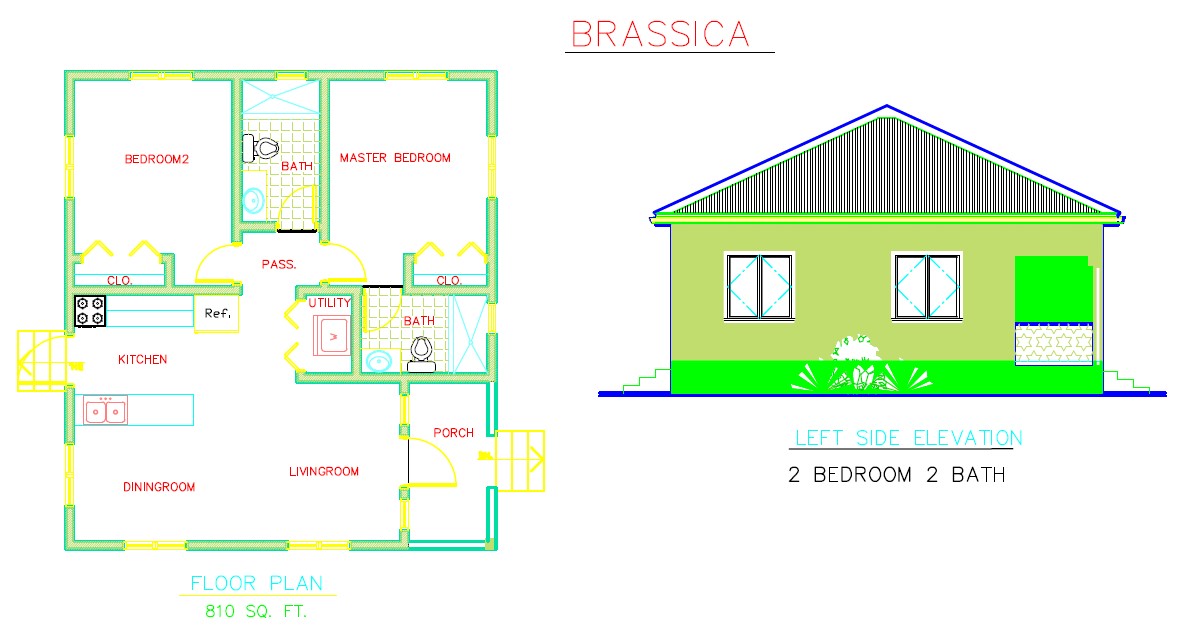 BRASSICA
BEDROOM2
BATH
MASTER BEDROOM
CLO.
PASS.
CLO.
Ref.
UTILITY
BATH
KITCHEN
PORCH
DININGROOM
LIVINGROOM
FLOOR PLAN
810 SQ. FT.
LEFT SIDE ELEVATION
2 BEDROOM 2 BATH